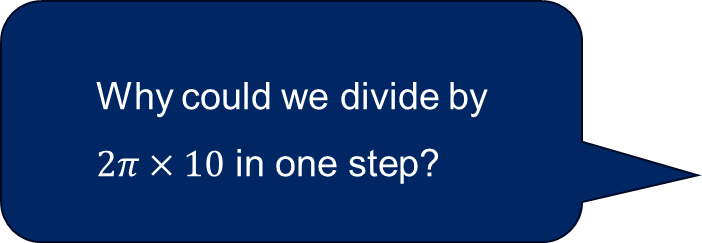 Why could we divide by
2𝜋 × 10 in one step?